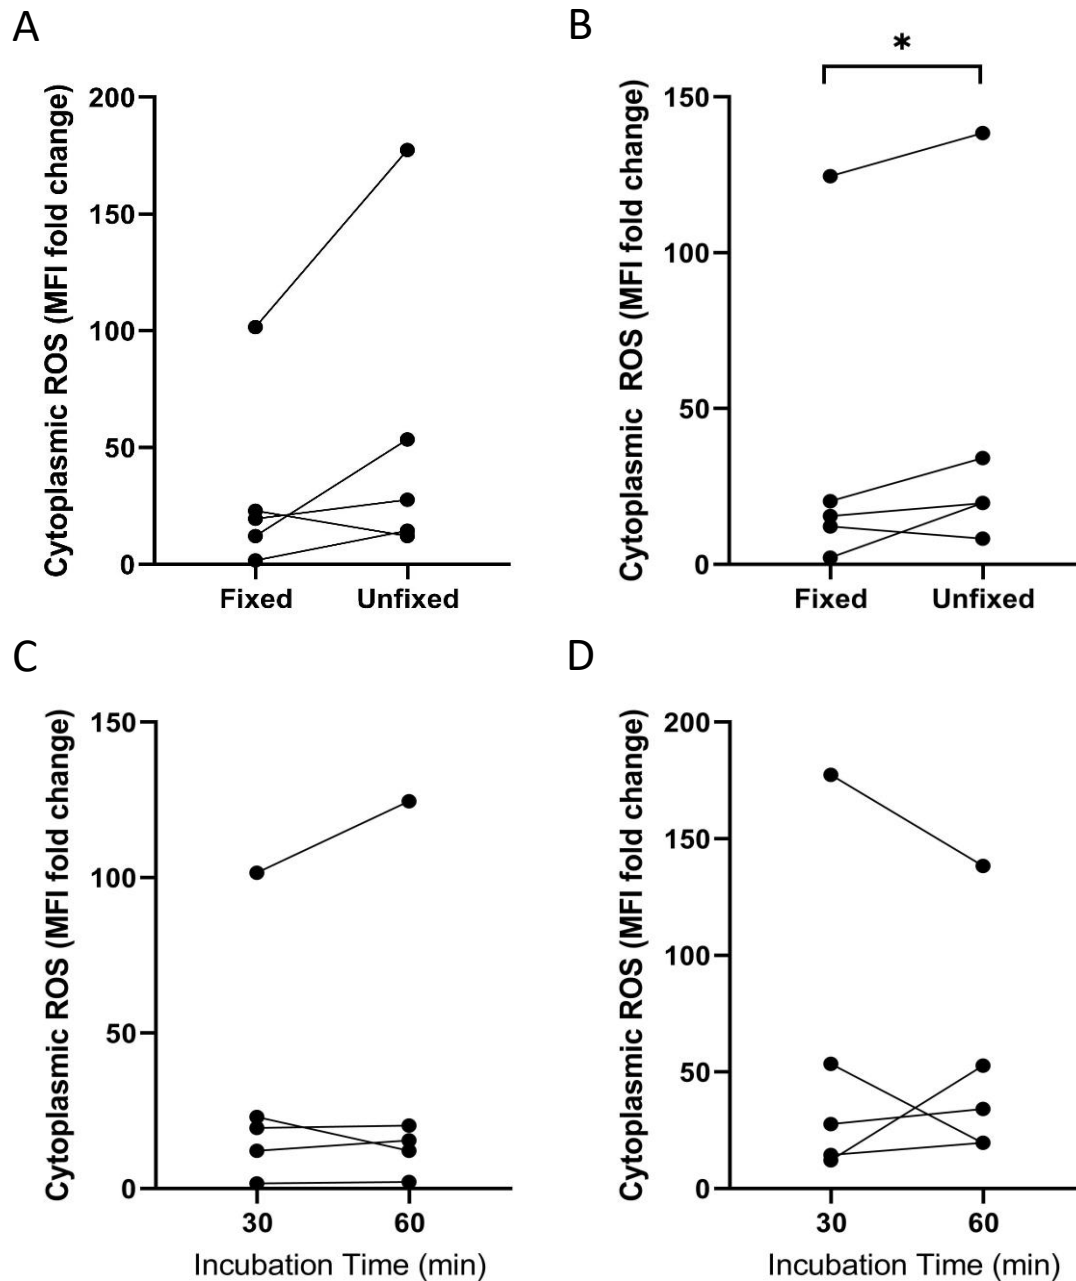 A
Cytoplasmic ROS (MFI fold change)
200
150
100
50
0
Fixed Unfixed
B
*
Cytoplasmic ROS (MFI fold change)
150
100
50
0
Fixed Unfixed
C
Cytoplasmic ROS (MFI fold change)
150
100
50
0
30 60
Incubation Time (min)
D
Cytoplasmic ROS (MFI fold change)
200
150
100
50
0
30 60
Incubation Time (min)